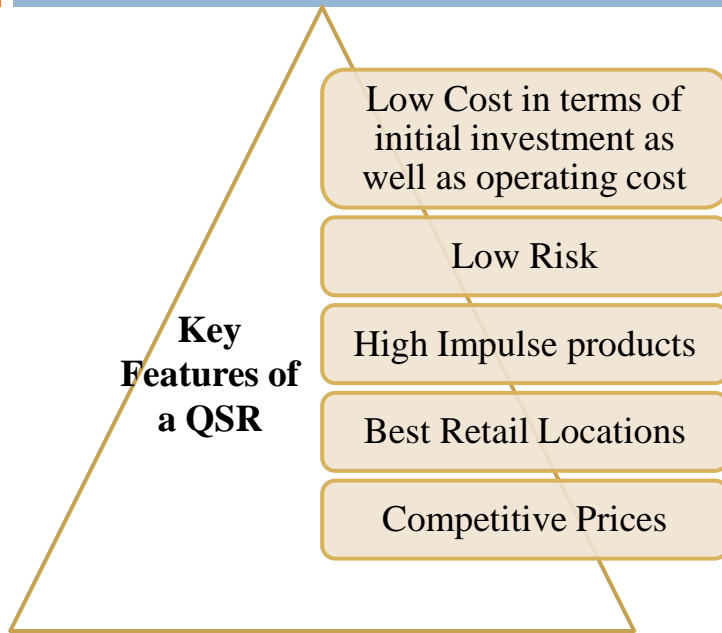 Key
Features of
a QSR
Low Cost in terms of
initial investment as
well as operating cost
Low Risk
High Impulse products
Best Retail Locations
Competitive Prices